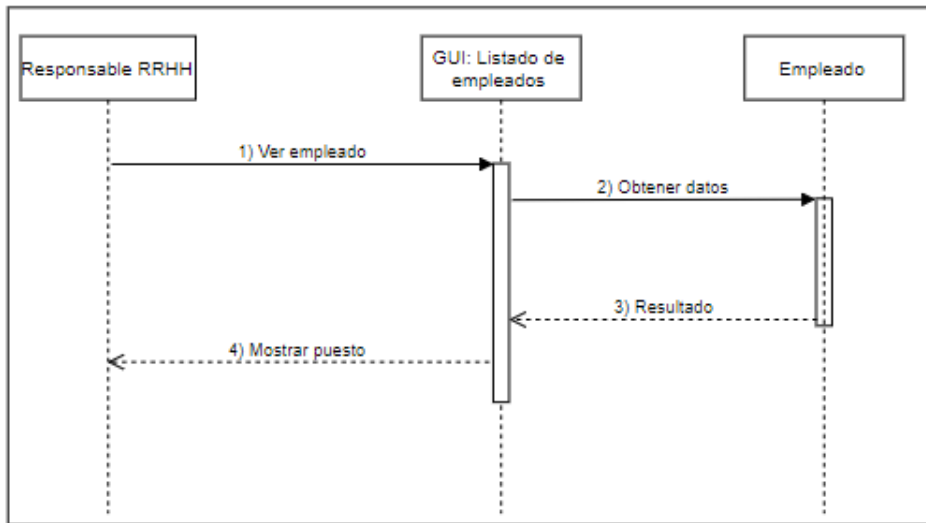 Responsable RRHH
GUI: Listado de
empleados
Empleado
1) Ver empleado
2) Obtener datos
3) Resultado
4) Mostrar puesto